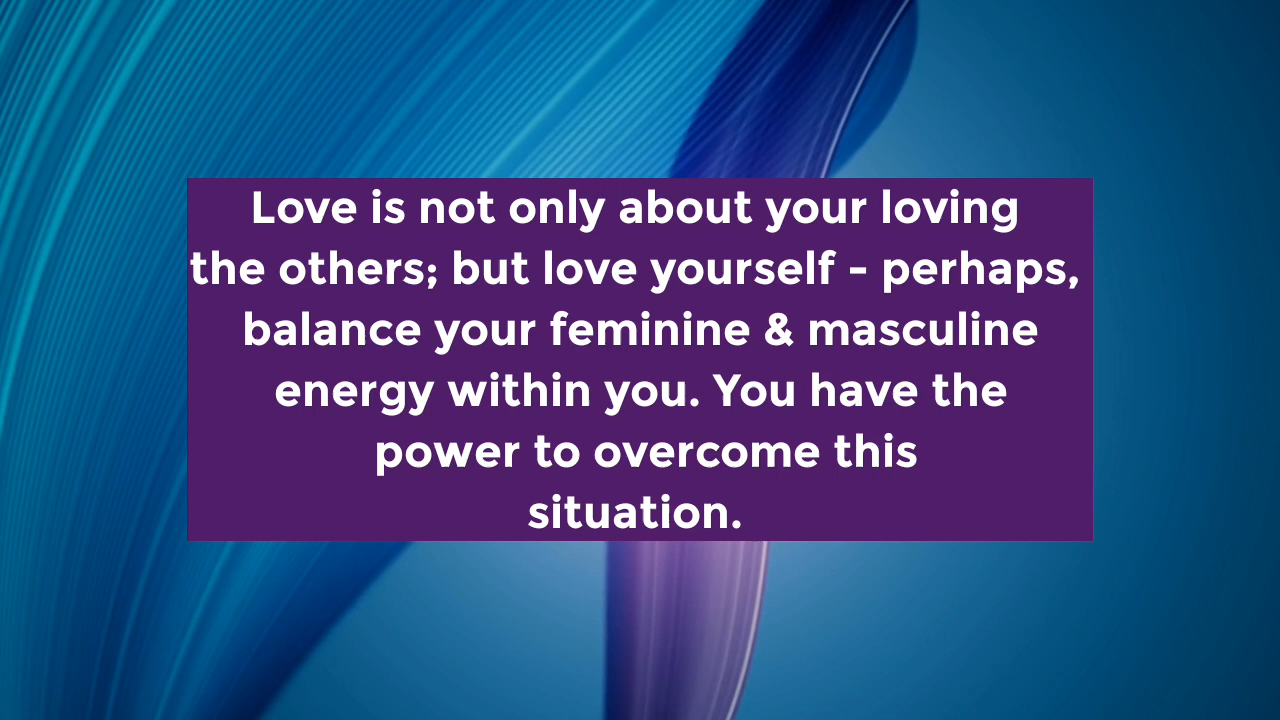 Love is not only about your loving
the others; but love yourself - perhaps,
balance your feminine & masculine
energy within you. You have the
power to overcome this
situation.